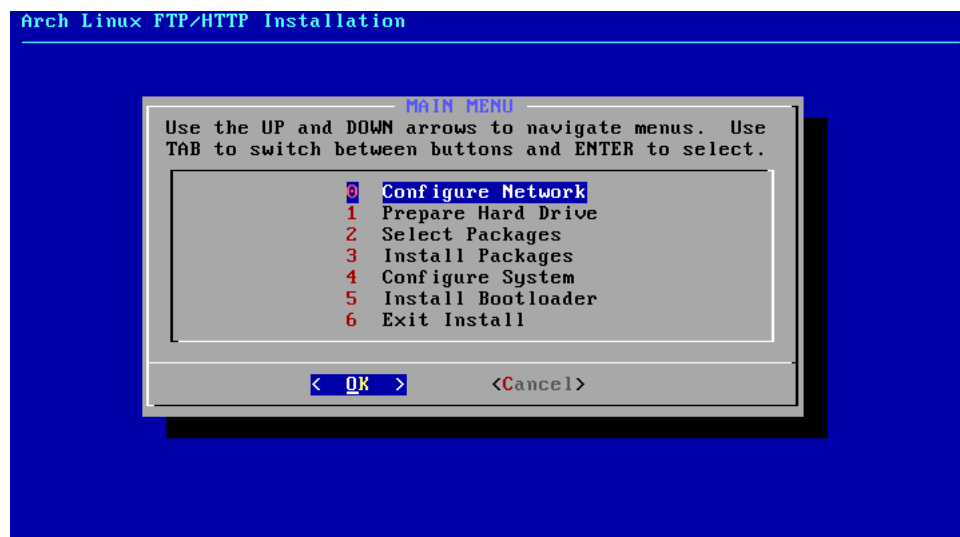 Arch Linux FTP/HTTP Installation
MAIN MENU
Use the UP and DOWN arrows to navigate menus. Use
TAB to switch between buttons and ENTER to select.
0 Configure Network
1 Prepare Hard Drive
2 Select Packages
3 Install Packages
4 Configure System
5 Install Bootloader
6 Exit Install
< OK > <Cancel>